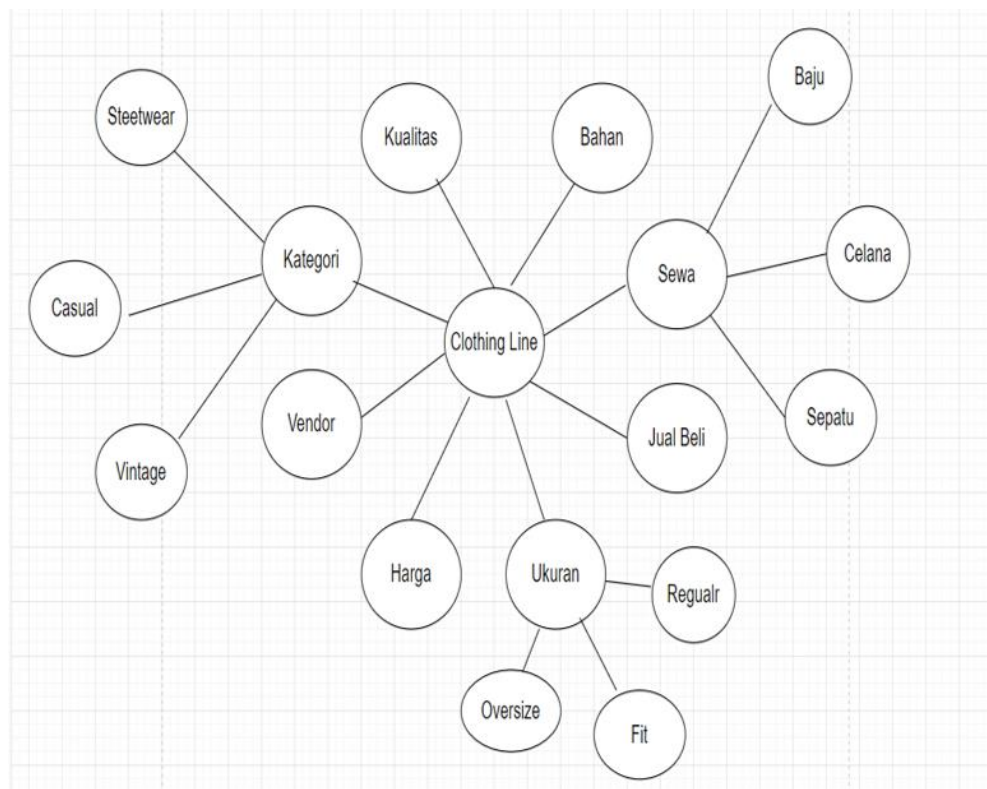 Baju
Steetwear
Kualitas
Bahan
Kategori
Sewa
Celana
Casual
Clothing Line
Vendor
Jual Beli
Sepatu
Vintage
Harga
Ukuran
Regualr
Oversize
Fit